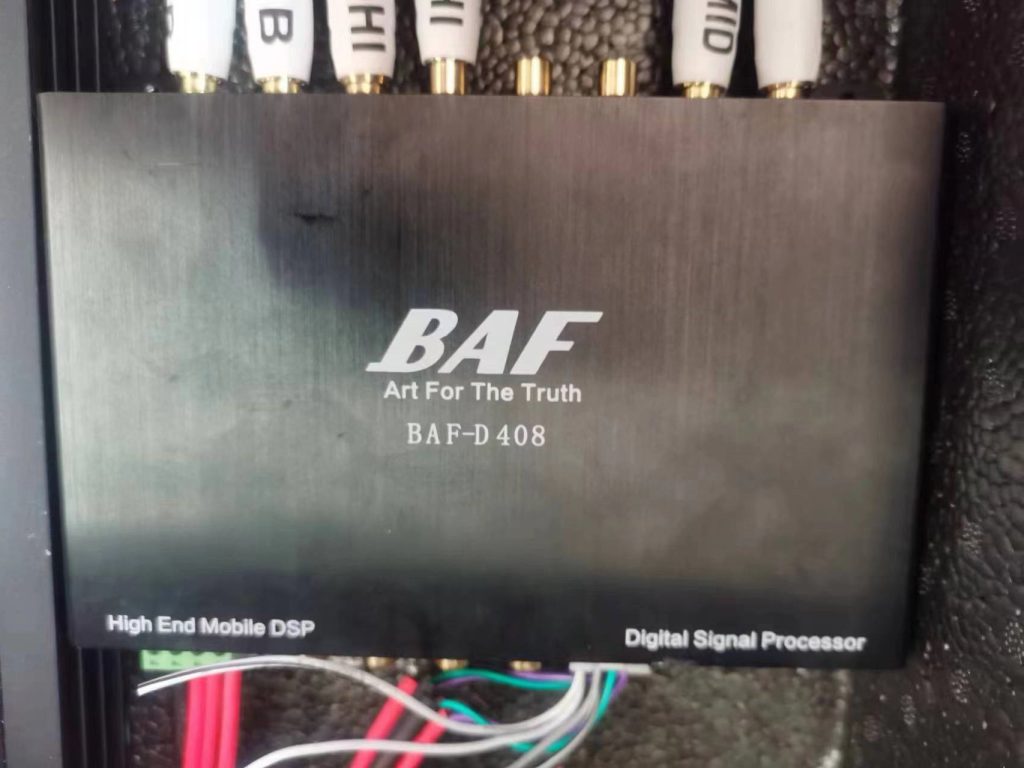 B
HI
HI
MID
BAF
Art For The Truth
BAF-D408
High End Mobile DSP
Digital Signal Processor